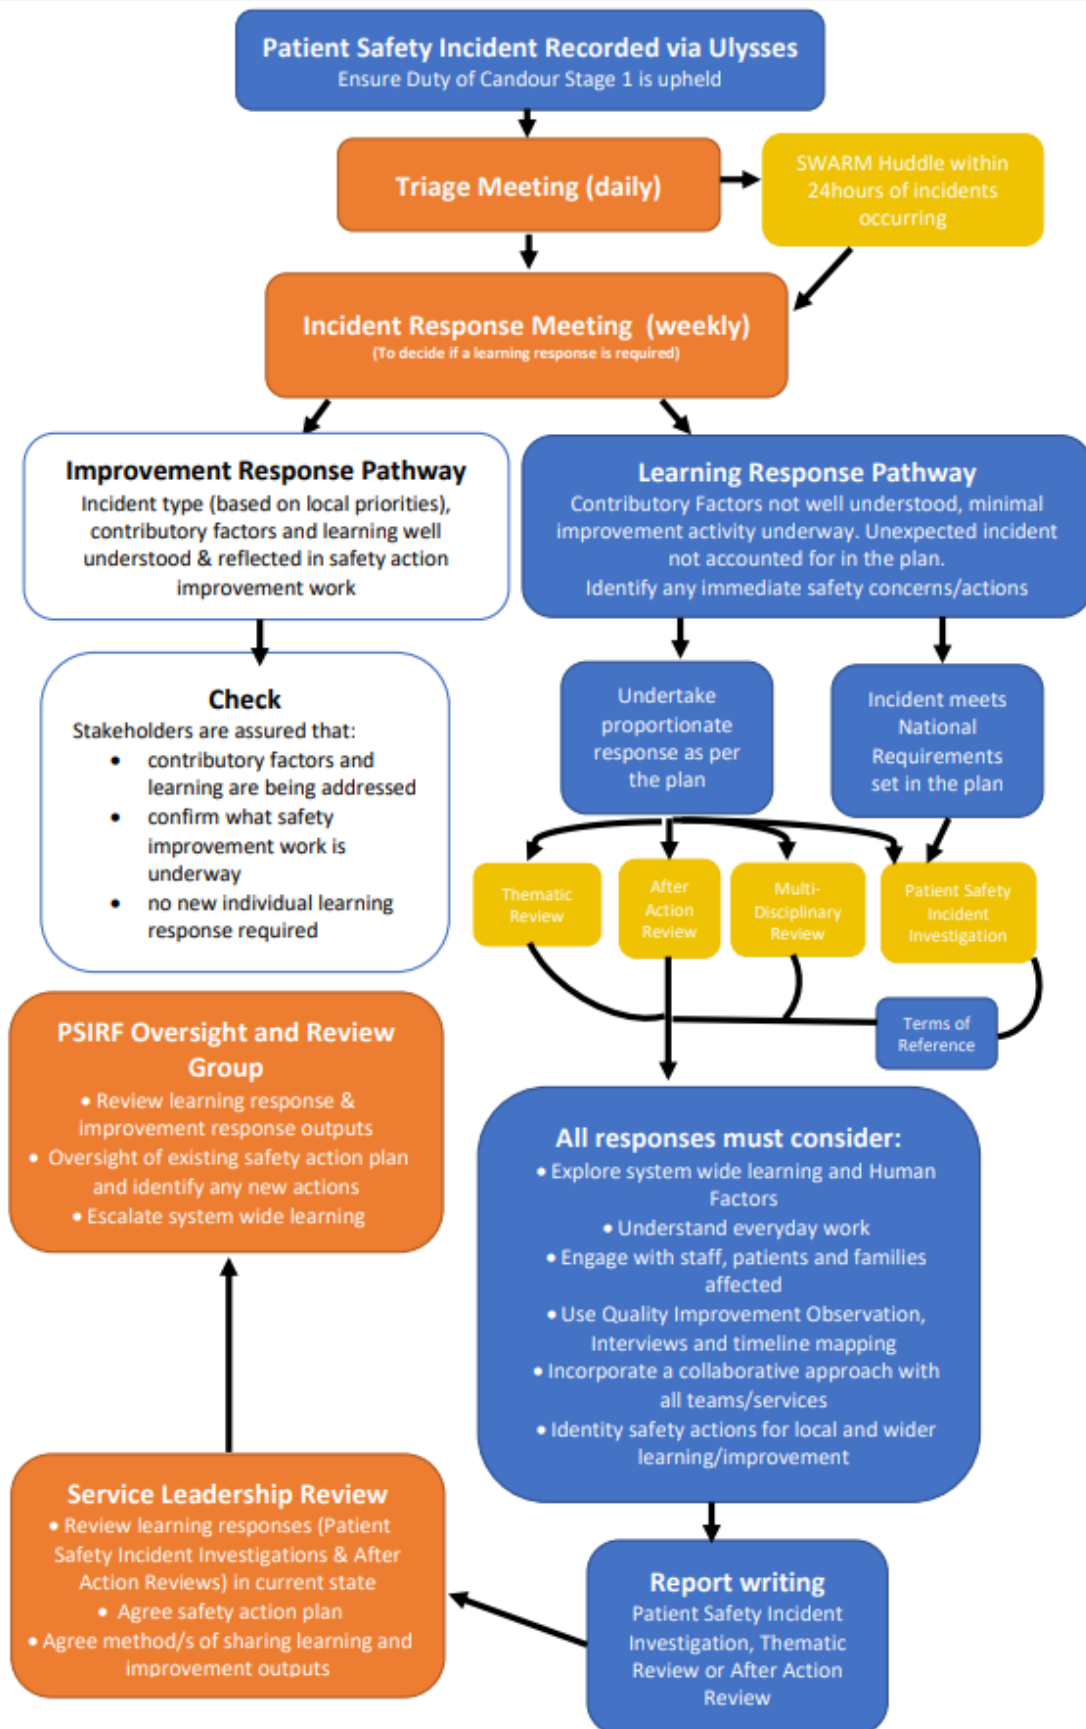 Patient Safety Incident Recorded via Ulysses
Ensure Duty of Candour Stage 1 is upheld
Triage Meeting (daily)
SWARM Huddle within
24hours of incidents
occurring
Incident Response Meeting (weekly)
(To decide if a learning response is required)
Improvement Response Pathway
Incident type (based on local priorities),
contributory factors and learning well
understood & reflected in safety action
improvement work
Learning Response Pathway
Contributory Factors not well understood, minimal
improvement activity underway. Unexpected incident
not accounted for in the plan.
Identify any immediate safety concerns/actions
Check
Stakeholders are assured that:
• contributory factors and
learning are being addressed
• confirm what safety
improvement work is
underway
• no new individual learning
response required
Undertake
proportionate
response as per
the plan
Incident meets
National
Requirements
set in the plan
Thematic
Review
After
Action
Review
Multi-
Disciplinary
Review
Patient Safety
Incident
Investigation
Terms of
Reference
PSIRF Oversight and Review
Group
• Review learning response &
improvement response outputs
• Oversight of existing safety action plan
and identify any new actions
• Escalate system wide learning
All responses must consider:
• Explore system wide learning and Human
Factors
• Understand everyday work
• Engage with staff, patients and families
affected
• Use Quality Improvement Observation,
Interviews and timeline mapping
• Incorporate a collaborative approach with
all teams/services
• Identity safety actions for local and wider
learning/improvement
Service Leadership Review
• Review learning responses (Patient
Safety Incident Investigations & After
Action Reviews) in current state
• Agree safety action plan
• Agree method/s of sharing learning and
improvement outputs
Report writing
Patient Safety Incident
Investigation, Thematic
Review or After Action
Review